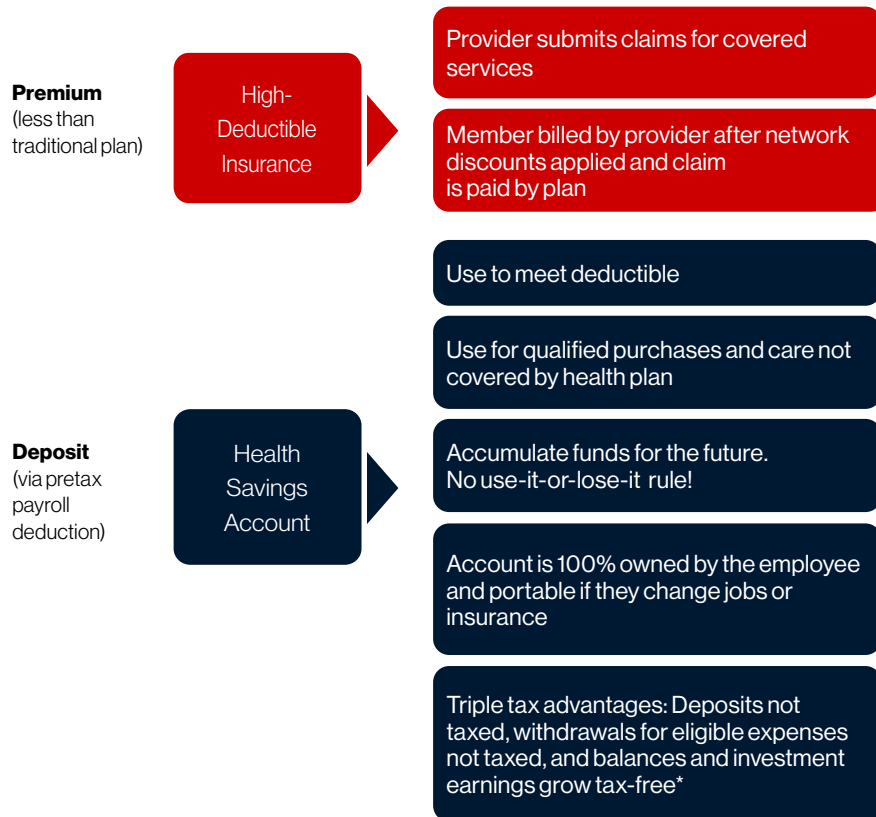 Premium
(less than
traditional plan)
High-
Deductible
Insurance
Provider submits claims for covered
services
Member billed by provider after network
discounts applied and claim
is paid by plan
Deposit
(via pretax
payroll
deduction)
Health
Savings
Account
Use to meet deductible
Use for qualified purchases and care not
covered by health plan
Accumulate funds for the future.
No use-it-or-lose-it rule!
Account is 100% owned by the employee
and portable if they change jobs or
insurance
Triple tax advantages: Deposits not
taxed, withdrawals for eligible expenses
not taxed, and balances and investment
earnings grow tax-free*